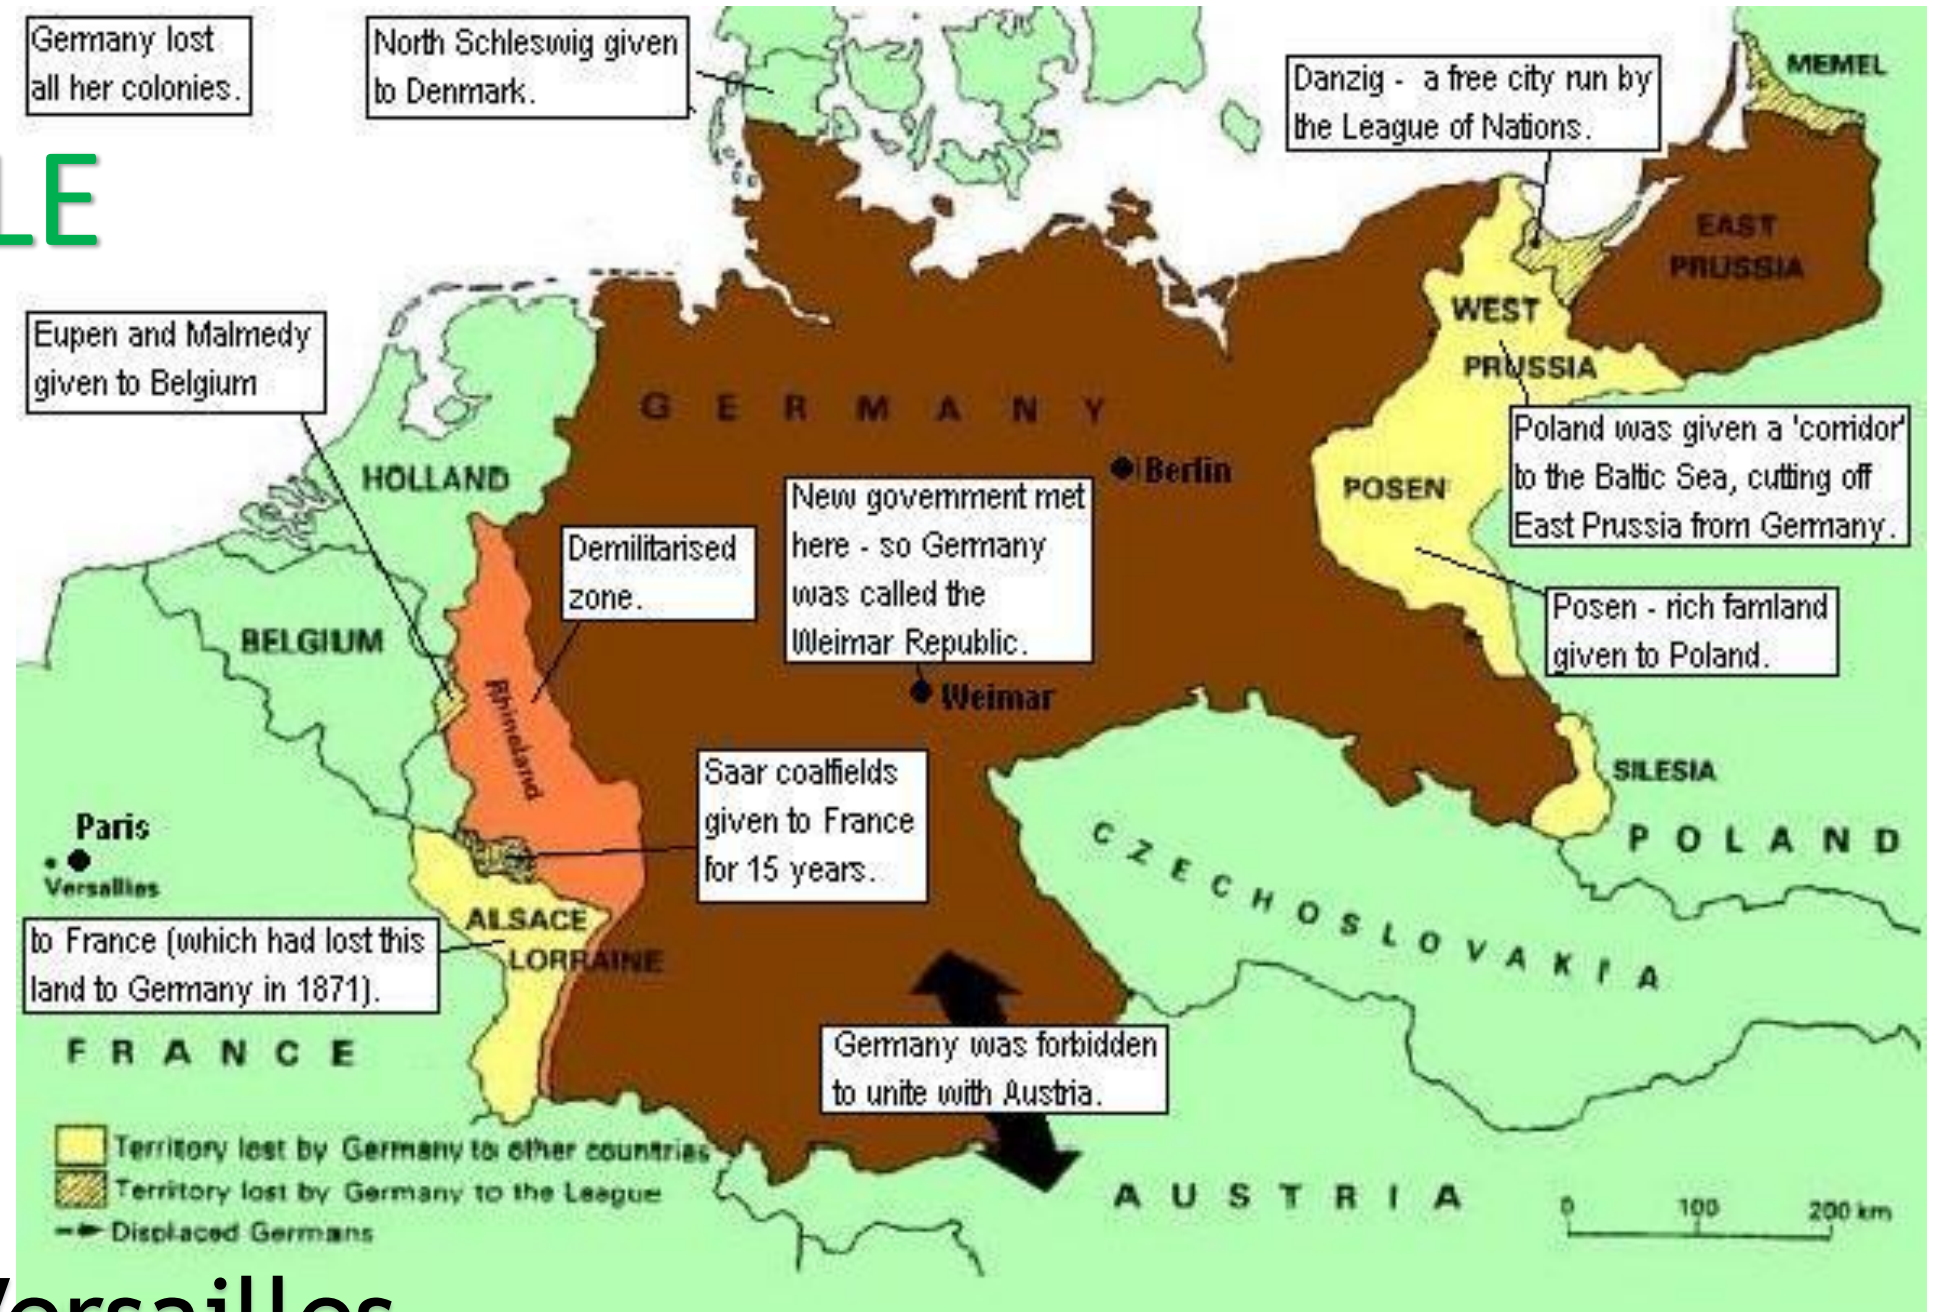 Germany lost
all her colonies.
North Schleswig given
to Denmark.
Danzig - a free city run by
the League of Nations.
MEMEL
LE
EAST
PRUSSIA
Eupen and Malmedy
given to Belgium
WEST
PRUSSIA
GERMANY
Berlin
HOLLAND
POSEN
Poland was given a 'corridor'
to the Baltic Sea, cutting off
East Prussia from Germany.
New government met
here - so Germany
was called the
Weimar Republic.
Demilitarised
zone.
Posen - rich famland
given to Poland.
BELGIUM
Rhineland
Weimar
Saar coalfields
given to France
for 15 years.
SILESIA
POLAND
Paris
Versailles
CZECHOSLOVAKIA
ALSACE
LORRAINE
to France (which had lost this
land to Germany in 1871).
FRANCE
Germany was forbidden
to unite with Austria.
Territory lost by Germany to other countries
Territory lost by Germany to the League
Displaced Germans
AUSTRIA
0 100 200 km
Versailles